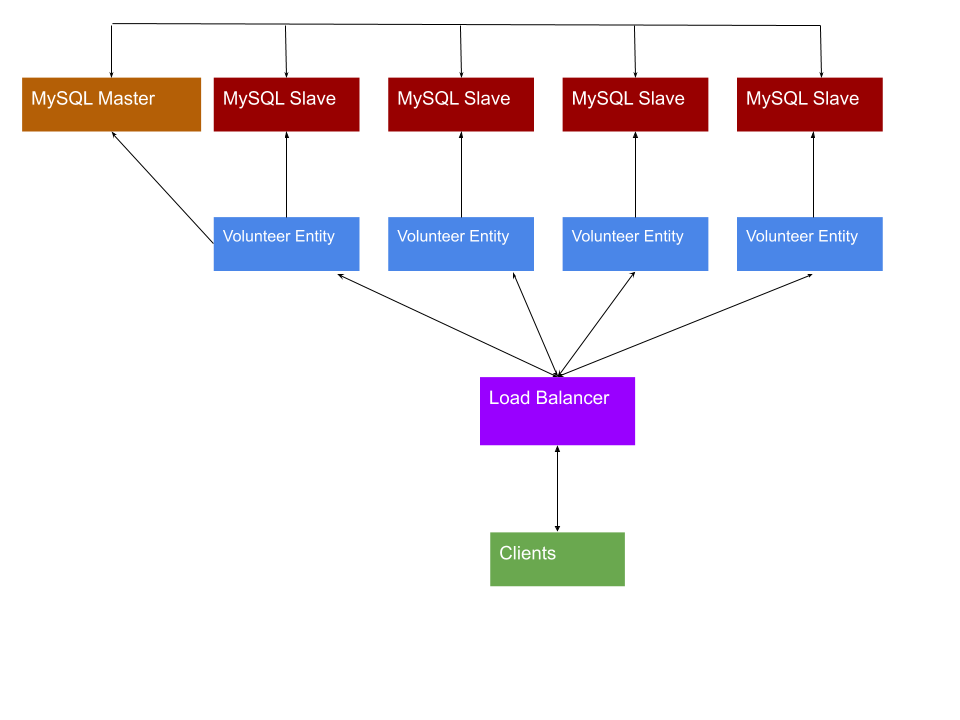 MySQL Master
MySQL Slave
MySQL Slave
MySQL Slave
MySQL Slave
Volunteer Entity
Volunteer Entity
Volunteer Entity
Volunteer Entity
Load Balancer
Clients